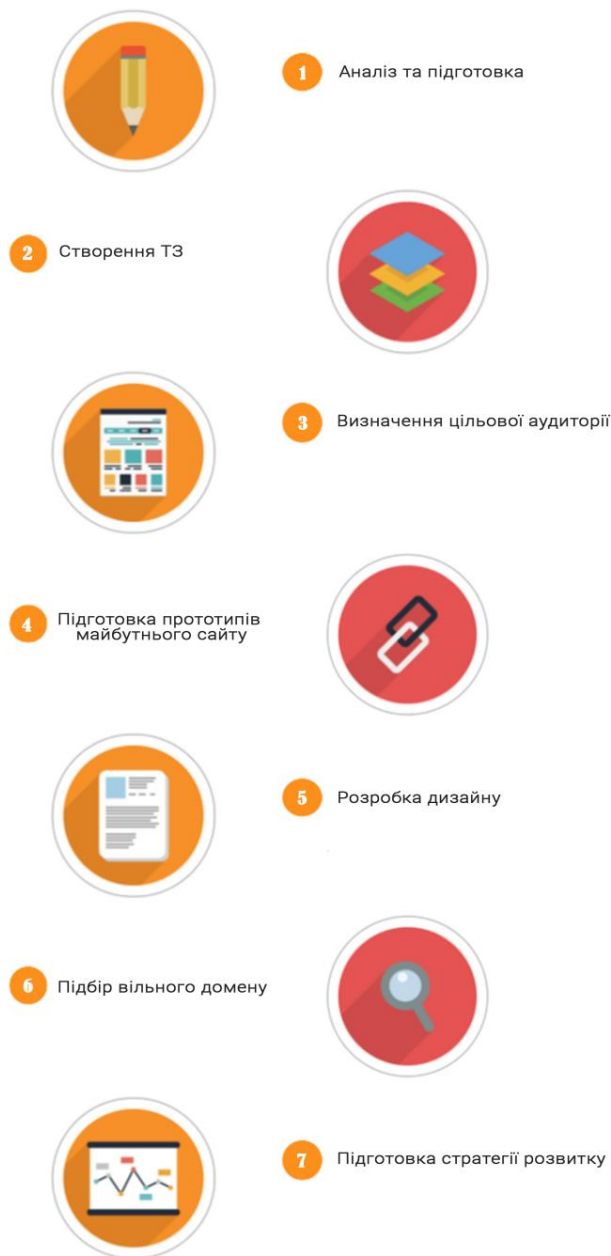 1 Аналіз та підготовка
2 Створення ТЗ
3 Визначення цільової аудиторії
4 Підготовка прототипів
майбутнього сайту
5 Розробка дизайну
6 Підбір вільного домену
7 Підготовка стратегії розвитку